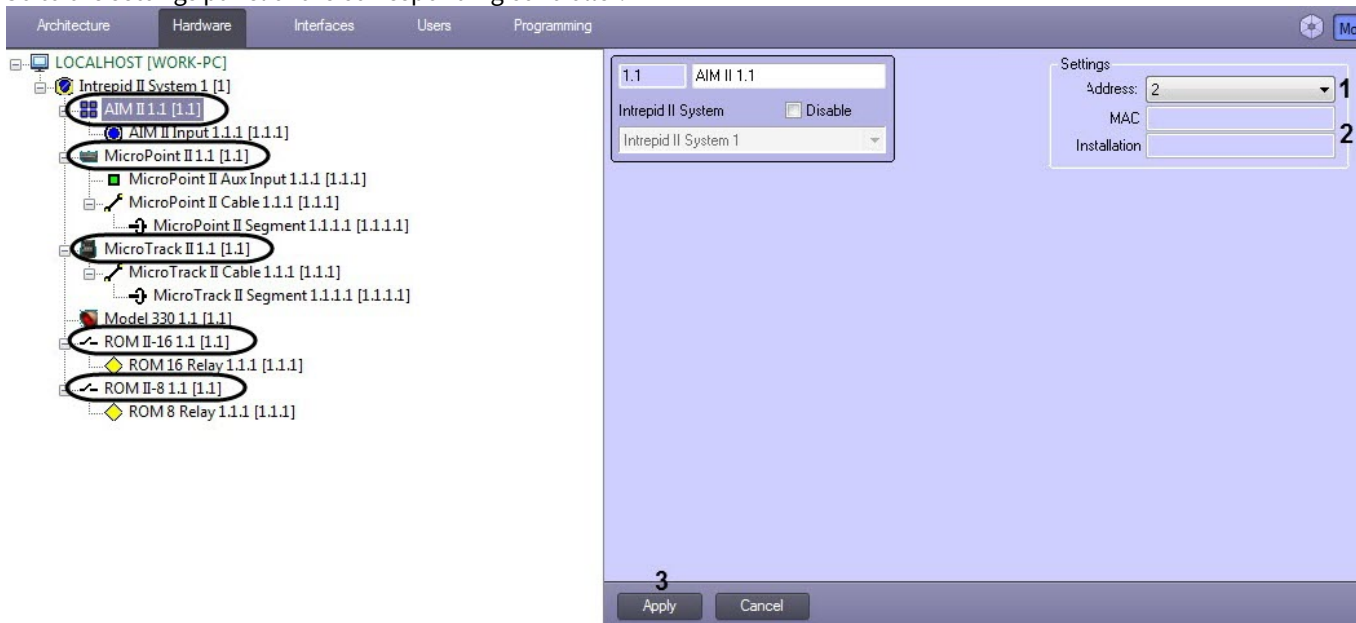 Architecture Hardware Interfaces Users Programming
LOCALHOST [WORK-PC]
Intrepid II System 1 [1]
AIM II 1.1 [1.1]
AIM II Input 1.1.1 [1.1.1]
MicroPoint II 1.1 [1.1]
MicroPoint II Aux Input 1.1.1 [1.1.1]
MicroPoint II Cable 1.1.1 [1.1.1]
MicroPoint II Segment 1.1.1.1 [1.1.1.1]
MicroTrack II 1.1 [1.1]
MicroTrack II Cable 1.1.1 [1.1.1]
MicroTrack II Segment 1.1.1.1 [1.1.1.1]
Model 330 1.1 [1.1]
ROM II-16 1.1 [1.1]
ROM 16 Relay 1.1.1 [1.1.1]
ROM II-8 1.1 [1.1]
ROM 8 Relay 1.1.1 [1.1.1]
1.1 AIM II 1.1
Intrepid II System Disable
Intrepid II System 1
Settings
Address: 2 1
MAC
2
Installation
3
Apply Cancel